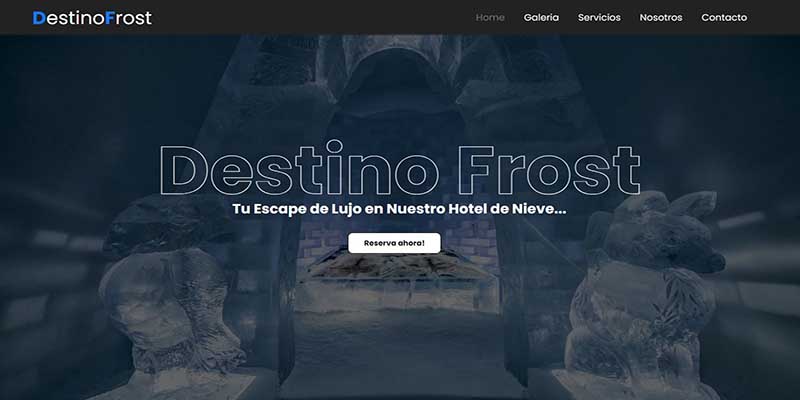 DestinoFrost
Home Galeria Servicios Nosotros Contacto
Destino Frost
Tu Escape de Lujo en Nuestro Hotel de Nieve...
Reserva ahora!